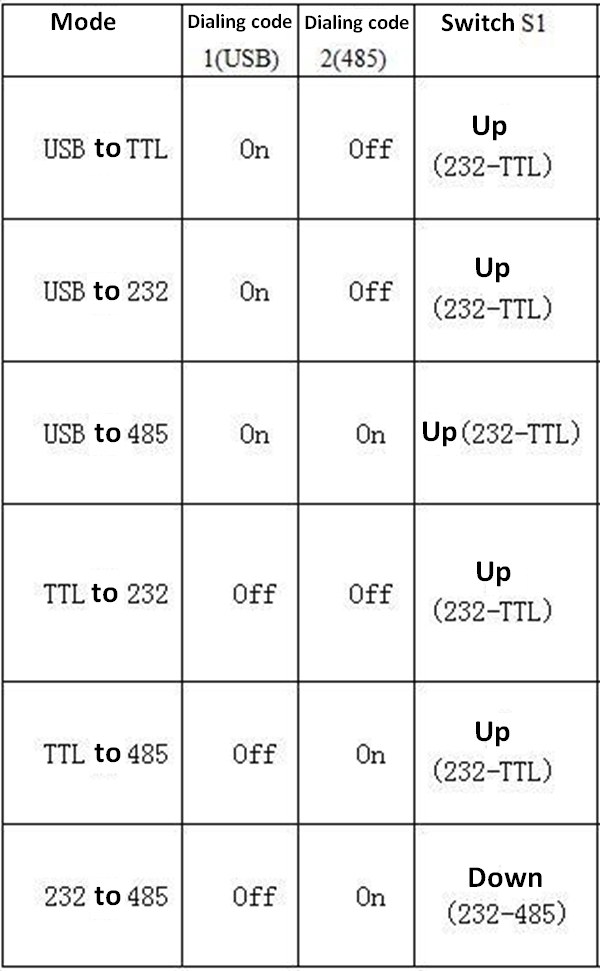 Mode Dialing code 1(USB) Dialing code 2(485) Switch S1
USB to TTL On Off Up (232-TTL)
USB to 232 On Off Up (232-TTL)
USB to 485 On On Up(232-TTL)
TTL to 232 Off Off Up (232-TTL)
TTL to 485 Off On Up (232-TTL)
232 to 485 Off On Down (232-485)